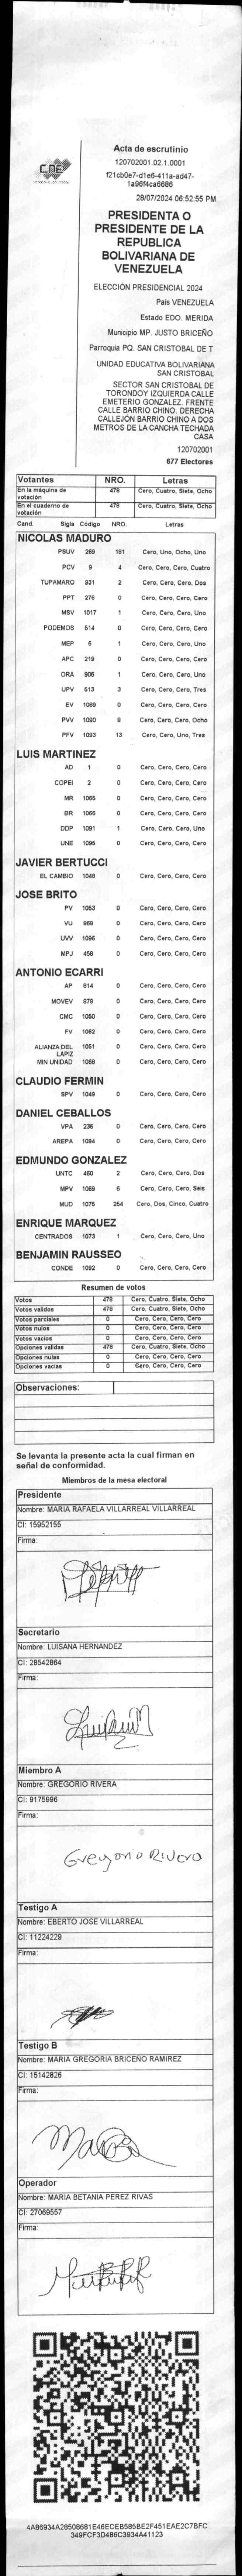 CNE
Acta de escrutinio
120702001.02.1.0001
f21cb0e7-d1e6-411a-ad47-
1a96f4ca6686
28/07/2024 06:52:55 PM
PRESIDENTA O
PRESIDENTE DE LA
REPUBLICA
BOLIVARIANA DE
VENEZUELA
ELECCIÓN PRESIDENCIAL 2024
Pais VENEZUELA
Estado EDO. MERIDA
Municipio MP. JUSTO BRICEÑO
Parroquia PQ. SAN CRISTOBAL DE T
UNIDAD EDUCATIVA BOLIVARIANA
SAN CRISTOBAL
SECTOR SAN CRISTOBAL DE
TORONDOY IZQUIERDA CALLE
EMETERIO GONZALEZ. FRENTE
CALLE BARRIO CHINO. DERECHA
CALLEJÓN BARRIO CHINO A DOS
METROS DE LA CANCHA TECHADA
CASA
120702001
677 Electores
Votantes NRO. Letras
En la máquina de votación 478 Cero, Cuatro, Siete, Ocho
En el cuaderno de votación 478 Cero, Cuatro, Siete, Ocho
Cand. Sigla Código NRO. Letras
NICOLAS MADURO
PSUV 269 181 Cero, Uno, Ocho, Uno
PCV 9 4 Cero, Cero, Cero, Cuatro
TUPAMARO 931 2 Cero, Cero, Cero, Dos
PPT 276 0 Cero, Cero, Cero, Cero
MSV 1017 1 Cero, Cero, Cero, Uno
PODEMOS 514 0 Cero, Cero, Cero, Cero
MEP 6 1 Cero, Cero, Cero, Uno
APC 219 0 Cero, Cero, Cero, Cero
ORA 906 1 Cero, Cero, Cero, Uno
UPV 513 3 Cero, Cero, Cero, Tres
EV 1089 0 Cero, Cero, Cero, Cero
PVV 1090 8 Cero, Cero, Cero, Ocho
PFV 1093 13 Cero, Cero, Uno, Tres
LUIS MARTINEZ
AD 1 0 Cero, Cero, Cero, Cero
COPEI 2 0 Cero, Cero, Cero, Cero
MR 1065 0 Cero, Cero, Cero, Cero
BR 1066 0 Cero, Cero, Cero, Cero
DDP 1091 1 Cero, Cero, Cero, Uno
UNE 1095 0 Cero, Cero, Cero, Cero
JAVIER BERTUCCI
EL CAMBIO 1048 0 Cero, Cero, Cero, Cero
JOSE BRITO
PV 1053 0 Cero, Cero, Cero, Cero
VU 868 0 Cero, Cero, Cero, Cero
UVV 1096 0 Cero, Cero, Cero, Cero
MPJ 458 0 Cero, Cero, Cero, Cero
ANTONIO ECARRI
AP 814 0 Cero, Cero, Cero, Cero
MOVEV 979 0 Cero, Cero, Cero, Cero
CMC 1050 0 Cero, Cero, Cero, Cero
FV 1062 0 Cero, Cero, Cero, Cero
ALIANZA DEL LAPIZ 1051 0 Cero, Cero, Cero, Cero
MIN UNIDAD 1068 0 Cero, Cero, Cero, Cero
CLAUDIO FERMIN
SPV 1049 0 Cero, Cero, Cero, Cero
DANIEL CEBALLOS
VPA 236 0 Cero, Cero, Cero, Cero
AREPA 1094 0 Cero, Cero, Cero, Cero
EDMUNDO GONZALEZ
UNTC 460 2 Cero, Cero, Cero, Dos
MPV 1069 6 Cero, Cero, Cero, Seis
MUD 1075 254 Cero, Dos, Cinco, Cuatro
ENRIQUE MARQUEZ
CENTRADOS 1073 1 Cero, Cero, Cero, Uno
BENJAMIN RAUSSEO
CONDE 1092 0 Cero, Cero, Cero, Cero
Resumen de votos
Votos 478 Cero, Cuatro, Siete, Ocho
Votos validos 478 Cero, Cuatro, Siete, Ocho
Votos parciales 0 Cero, Cero, Cero, Cero
Votos nulos 0 Cero, Cero, Cero, Cero
Votos vacios 0 Cero, Cero, Cero, Cero
Opciones validas 478 Cero, Cuatro, Siete, Ocho
Opciones nulas 0 Cero, Cero, Cero, Cero
Opciones vacias 0 Cero, Cero, Cero, Cero
Observaciones:
Se levanta la presente acta la cual firman en
señal de conformidad.
Miembros de la mesa electoral
Presidente
Nombre: MARIA RAFAELA VILLARREAL VILLARREAL
CI: 15952155
Firma:
Secretario
Nombre: LUISANA HERNANDEZ
CI: 28542864
Firma:
Miembro A
Nombre: GREGORIO RIVERA
CI: 9175996
Firma:
Gregorio Rivera
Testigo A
Nombre: EBERTO JOSE VILLARREAL
CI: 11224229
Firma:
Testigo B
Nombre: MARIA GREGORIA BRICEÑO RAMIREZ
CI: 15142826
Firma:
Operador
Nombre: MARIA BETANIA PEREZ RIVAS
CI: 27069557
Firma:
4AB6934A28508681E46ECEB585BE2F451EAE2C7BFC
349FCF3D486C3934A41123